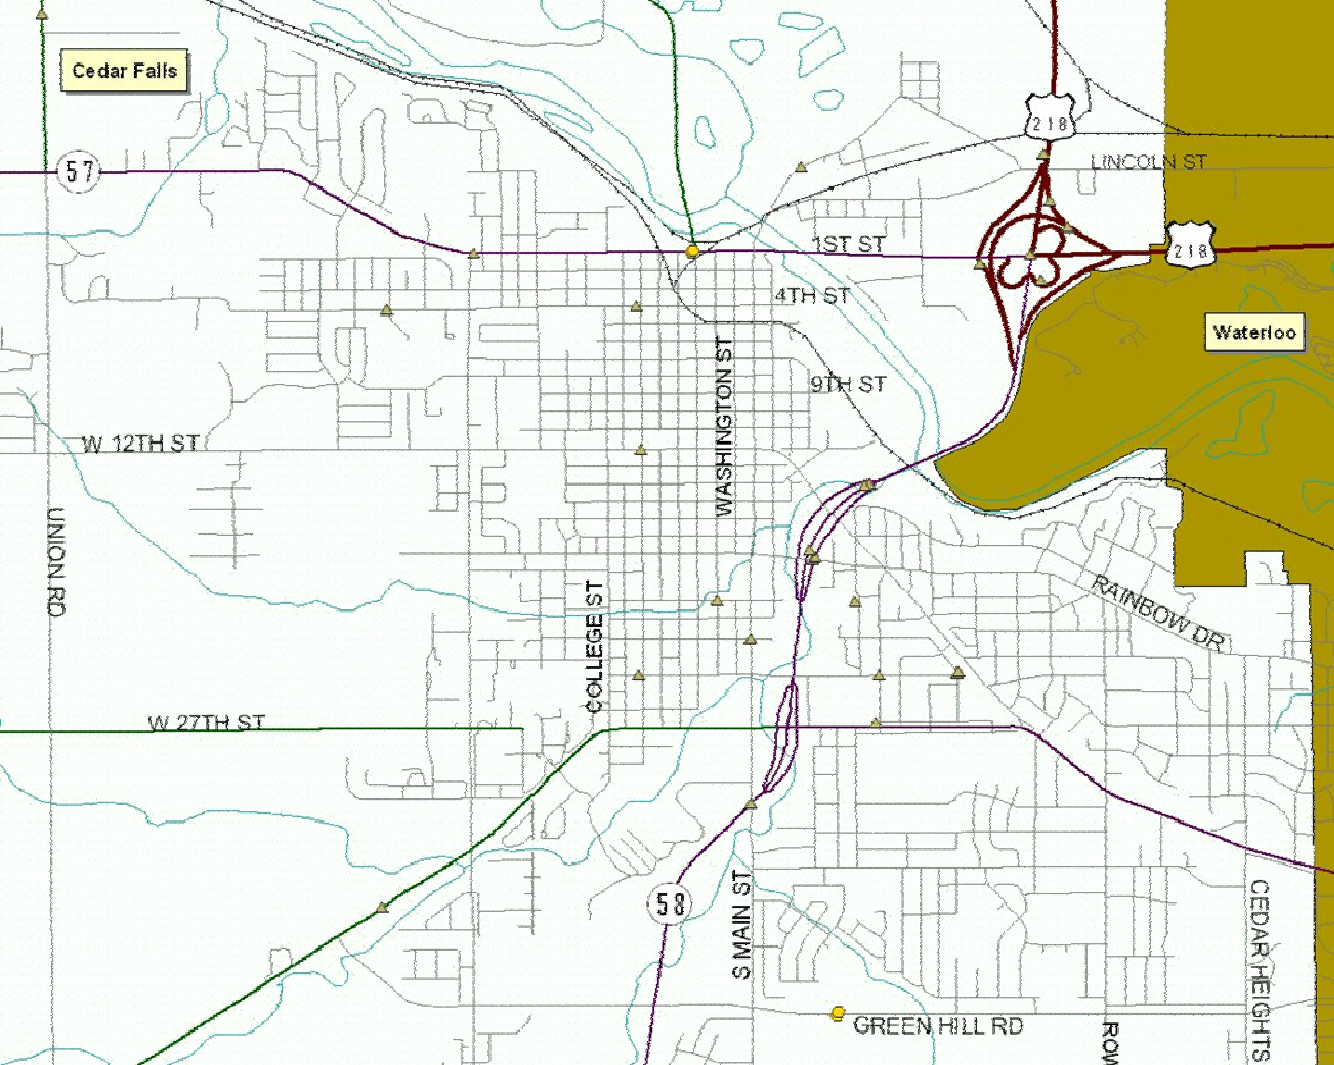 Cedar Falls
218
57
LINCOLN ST
1ST ST
218
4TH ST
Waterloo
WASHINGTON ST
9TH ST
W 12TH ST
UNION RD
RAINBOW DR
COLLEGE ST
W 27TH ST
58
S MAIN ST
CEDAR HEIGHTS
GREEN HILL RD
ROW